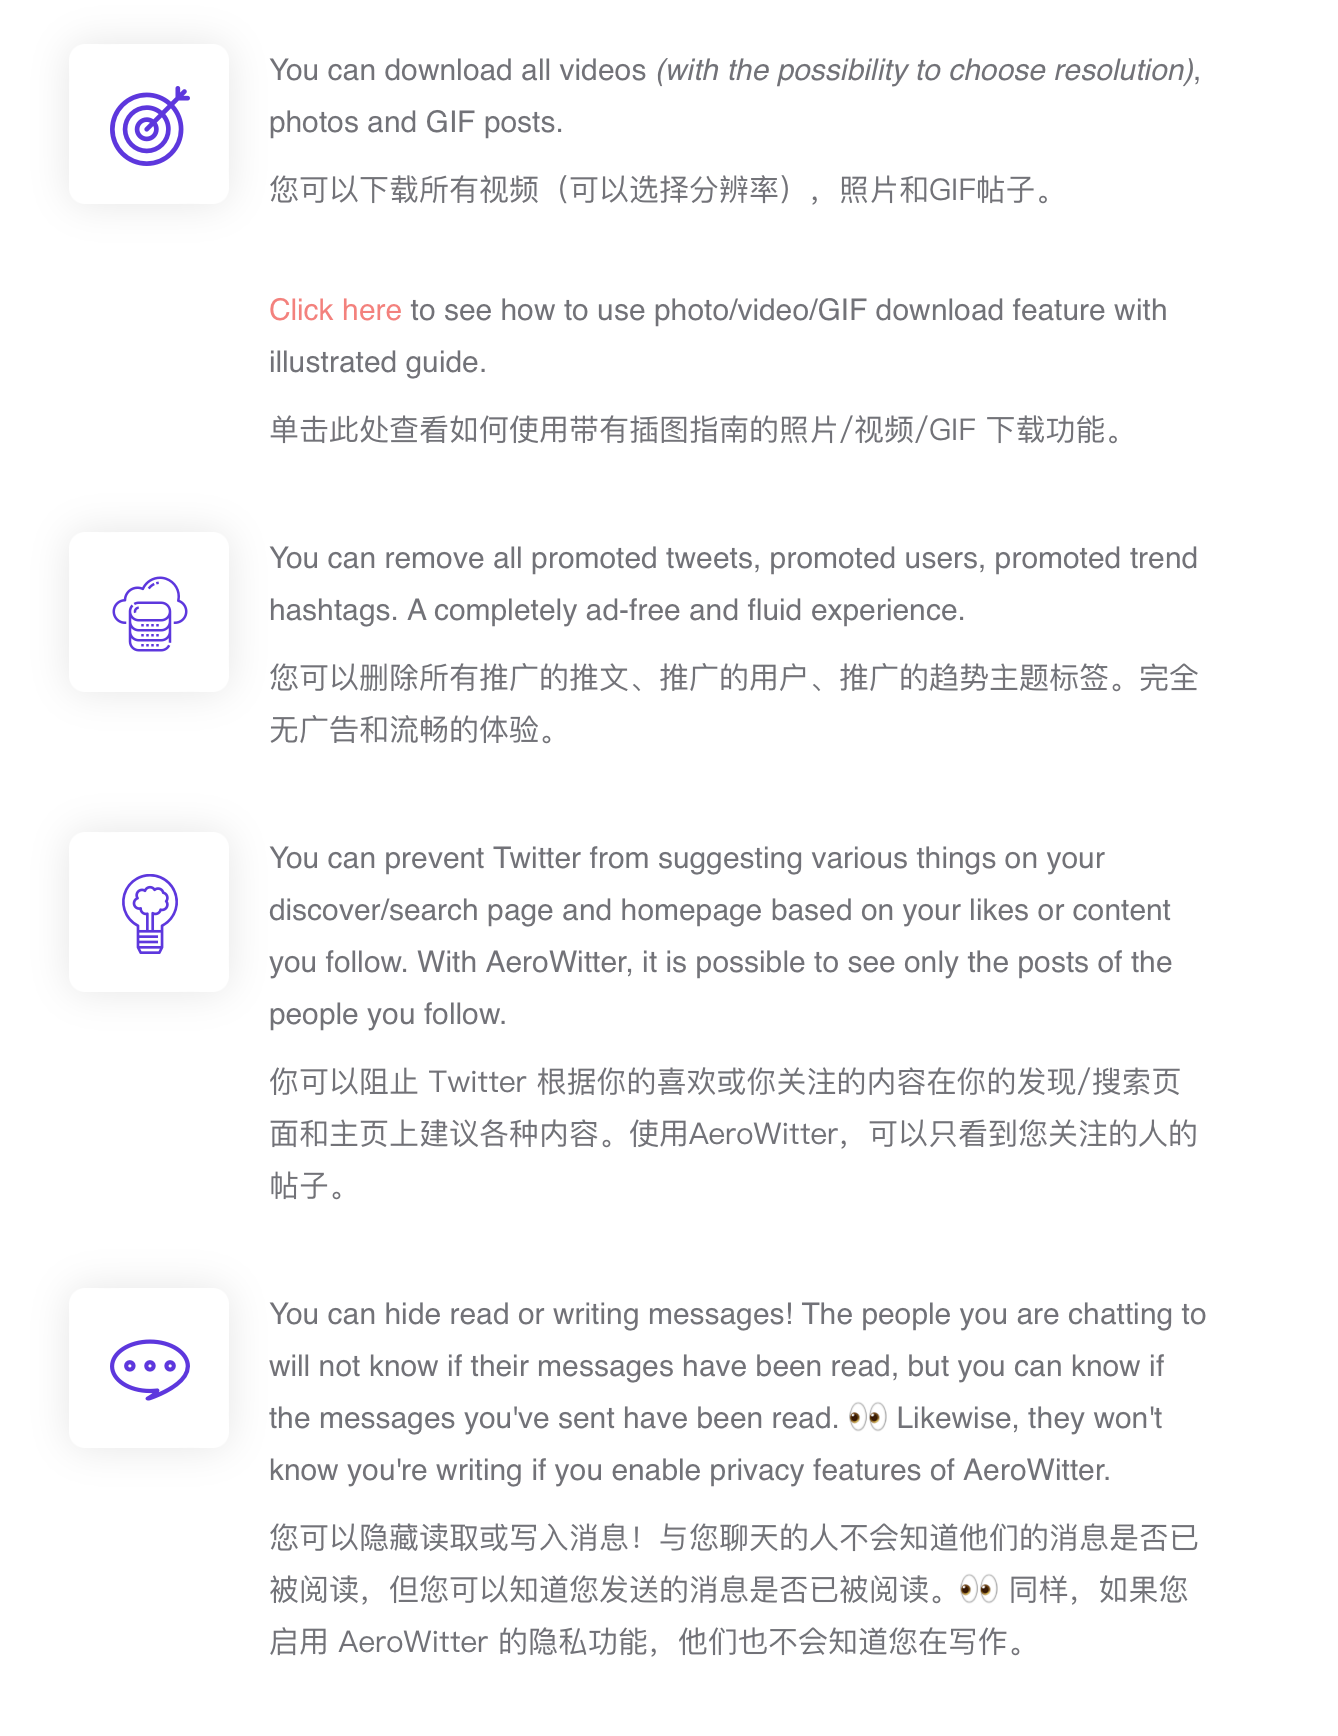 You can download all videos (with the possibility to choose resolution),
photos and GIF posts.
您可以下载所有视频（可以选择分辨率），照片和GIF帖子。
Click here to see how to use photo/video/GIF download feature with
illustrated guide.
单击此处查看如何使用带有插图指南的照片/视频/GIF 下载功能。
You can remove all promoted tweets, promoted users, promoted trend
hashtags. A completely ad-free and fluid experience.
您可以删除所有推广的推文、推广的用户、推广的趋势主题标签。完全
无广告和流畅的体验。
You can prevent Twitter from suggesting various things on your
discover/search page and homepage based on your likes or content
you follow. With AeroWitter, it is possible to see only the posts of the
people you follow.
你可以阻止 Twitter 根据你的喜欢或你关注的内容在你的发现/搜索页
面和主页上建议各种内容。使用AeroWitter，可以只看到您关注的人的
帖子。
You can hide read or writing messages! The people you are chatting to
will not know if their messages have been read, but you can know if
the messages you've sent have been read. 👀 Likewise, they won't
know you're writing if you enable privacy features of AeroWitter.
您可以隐藏读取或写入消息！与您聊天的人不会知道他们的消息是否已
被阅读，但您可以知道您发送的消息是否已被阅读。👀 同样，如果您
启用 AeroWitter 的隐私功能，他们也不会知道您在写作。